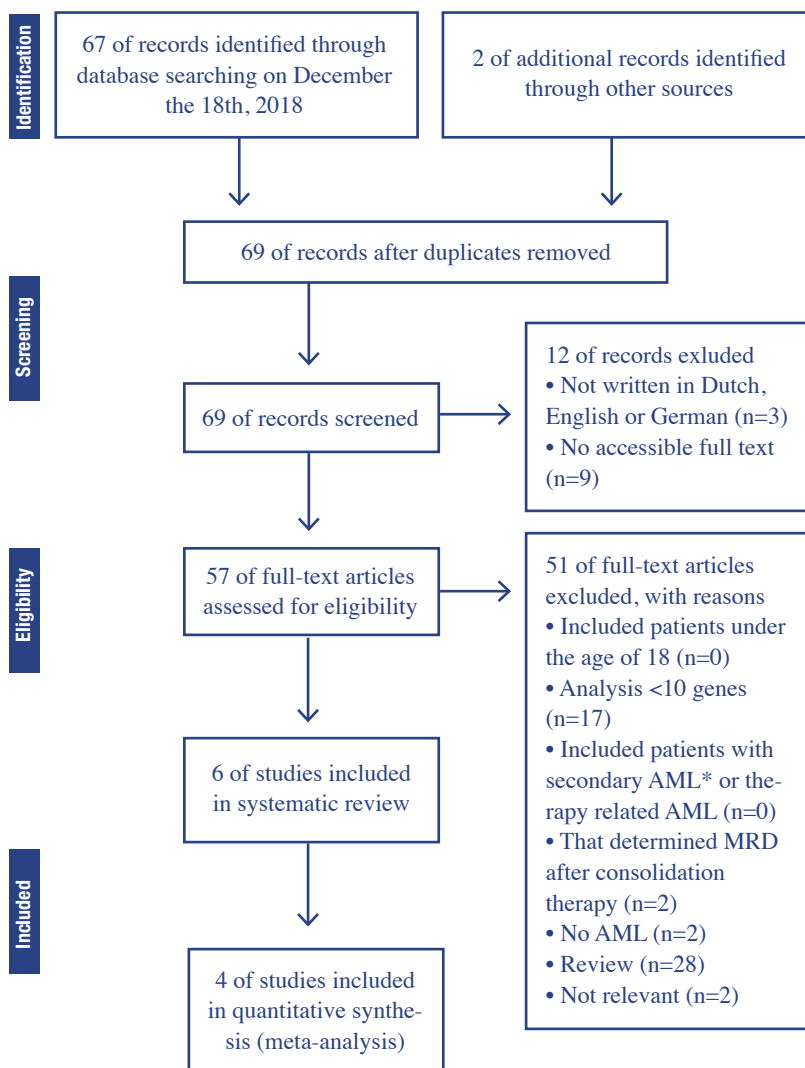 Identification
67 of records identified through
database searching on December
the 18th, 2018
2 of additional records identified
through other sources
69 of records after duplicates removed
Screening
69 of records screened
12 of records exluded
• Not written in Dutch,
English or German (n=3)
• No accessible full text
(n=9)
Eligibility
57 of full-text articles
assessed for eligibility
51 of full-text articles
excluded, with reasons
• Included patients under
the age of 18 (n=0)
• Analysis <10 genes
(n=17)
• Included patients with
secondary AML* or the-
rapy related AML (n=0)
• That determined MRD
after consolidation
therapy (n=2)
• No AML (n=2)
• Review (n=28)
• Not relevant (n=2)
6 of studies included
in systematic review
Included
4 of studies included
in quantitative synthe-
sis (meta-analysis)